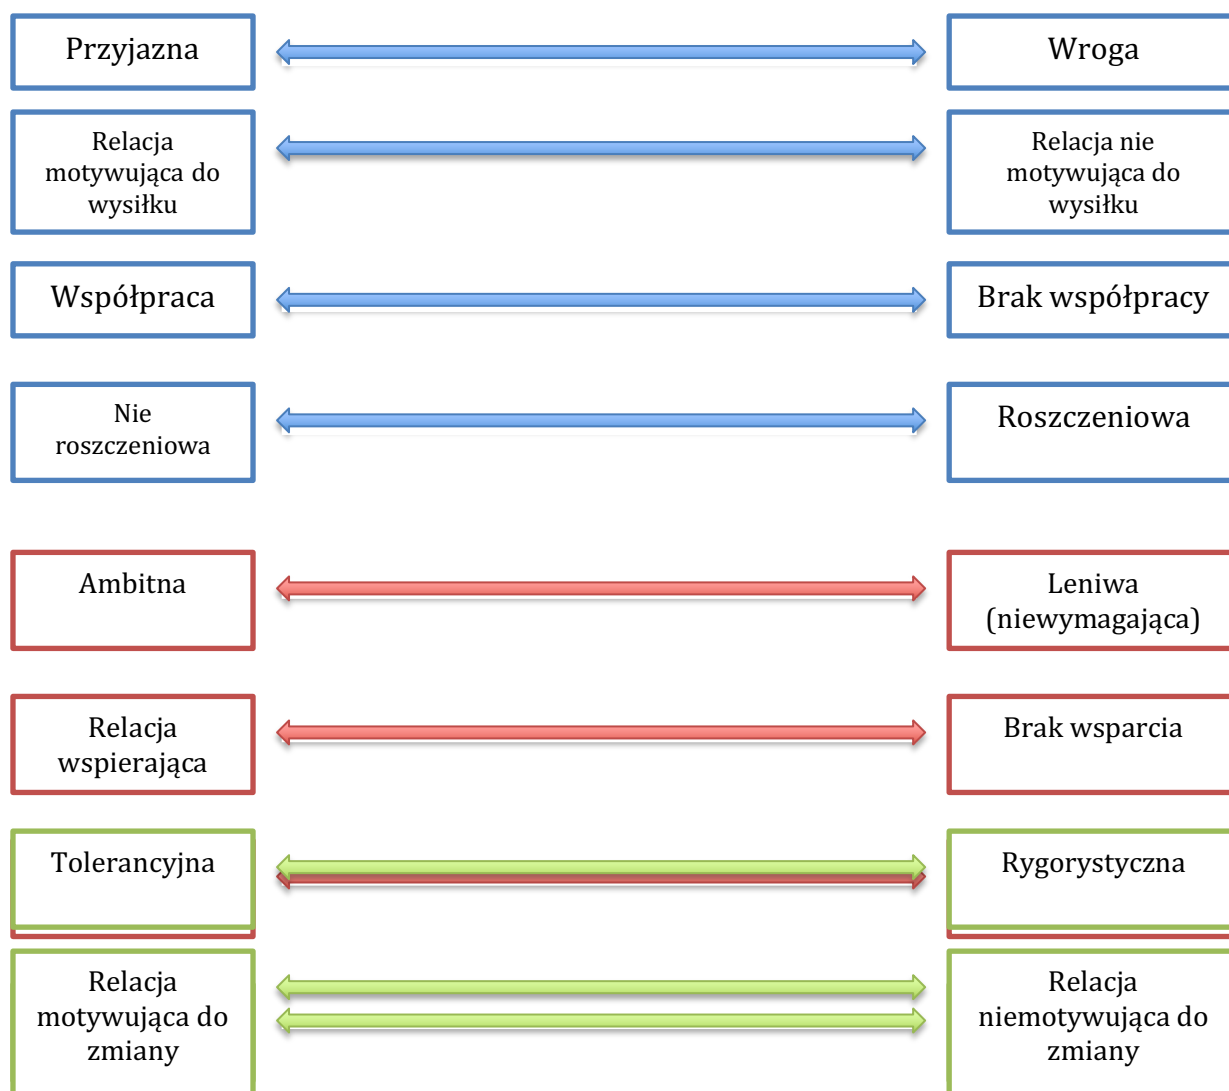 Przyjazna
Wroga
Relacja
motywująca do
wysiłku
Relacja nie
motywująca do
wysiłku
Współpraca
Brak współpracy
Nie
roszczeniowa
Roszczeniowa
Ambitna
Leniwa
(niewymagająca)
Relacja
wspierająca
Brak wsparcia
Tolerancyjna
Rygorystyczna
Relacja
motywująca do
zmiany
Relacja
niemotywująca do
zmiany